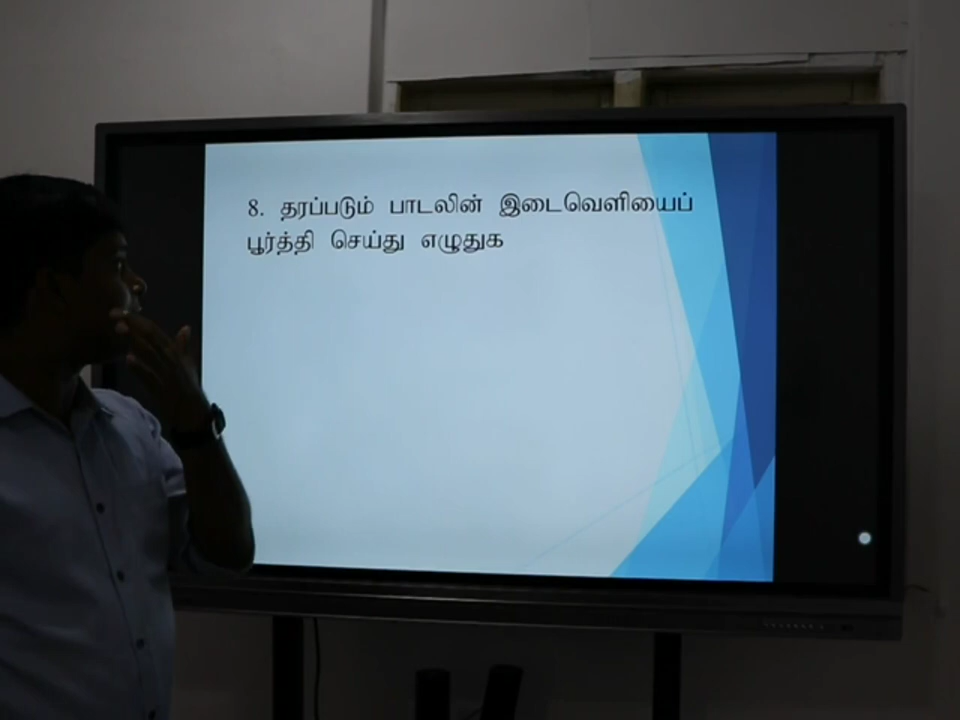 8. தரப்படும் பாடலின் இடைவெளியைப்
பூர்த்தி செய்து எழுதுக